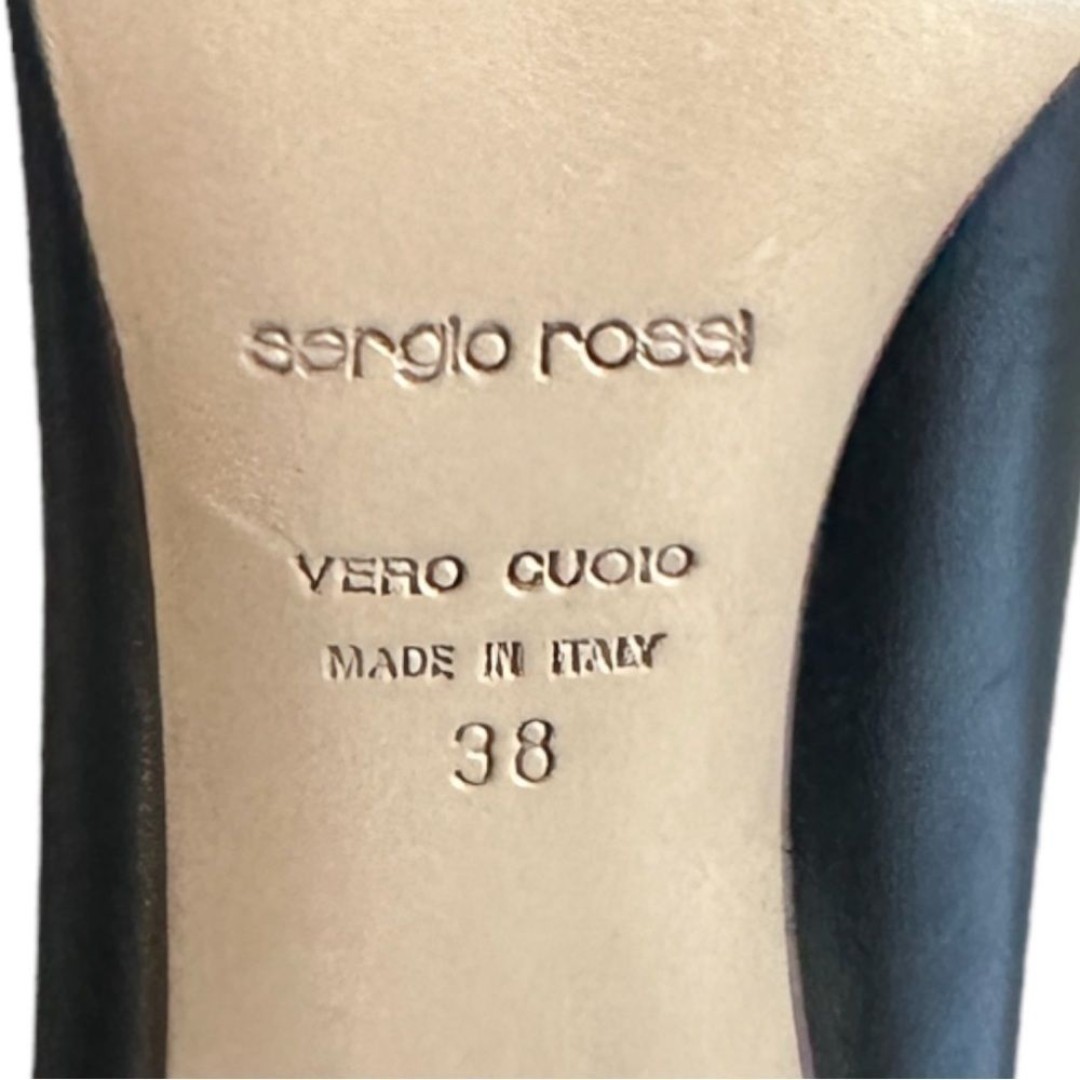 sergio rossi
VERO CUOIO
MADE IN ITALY
38